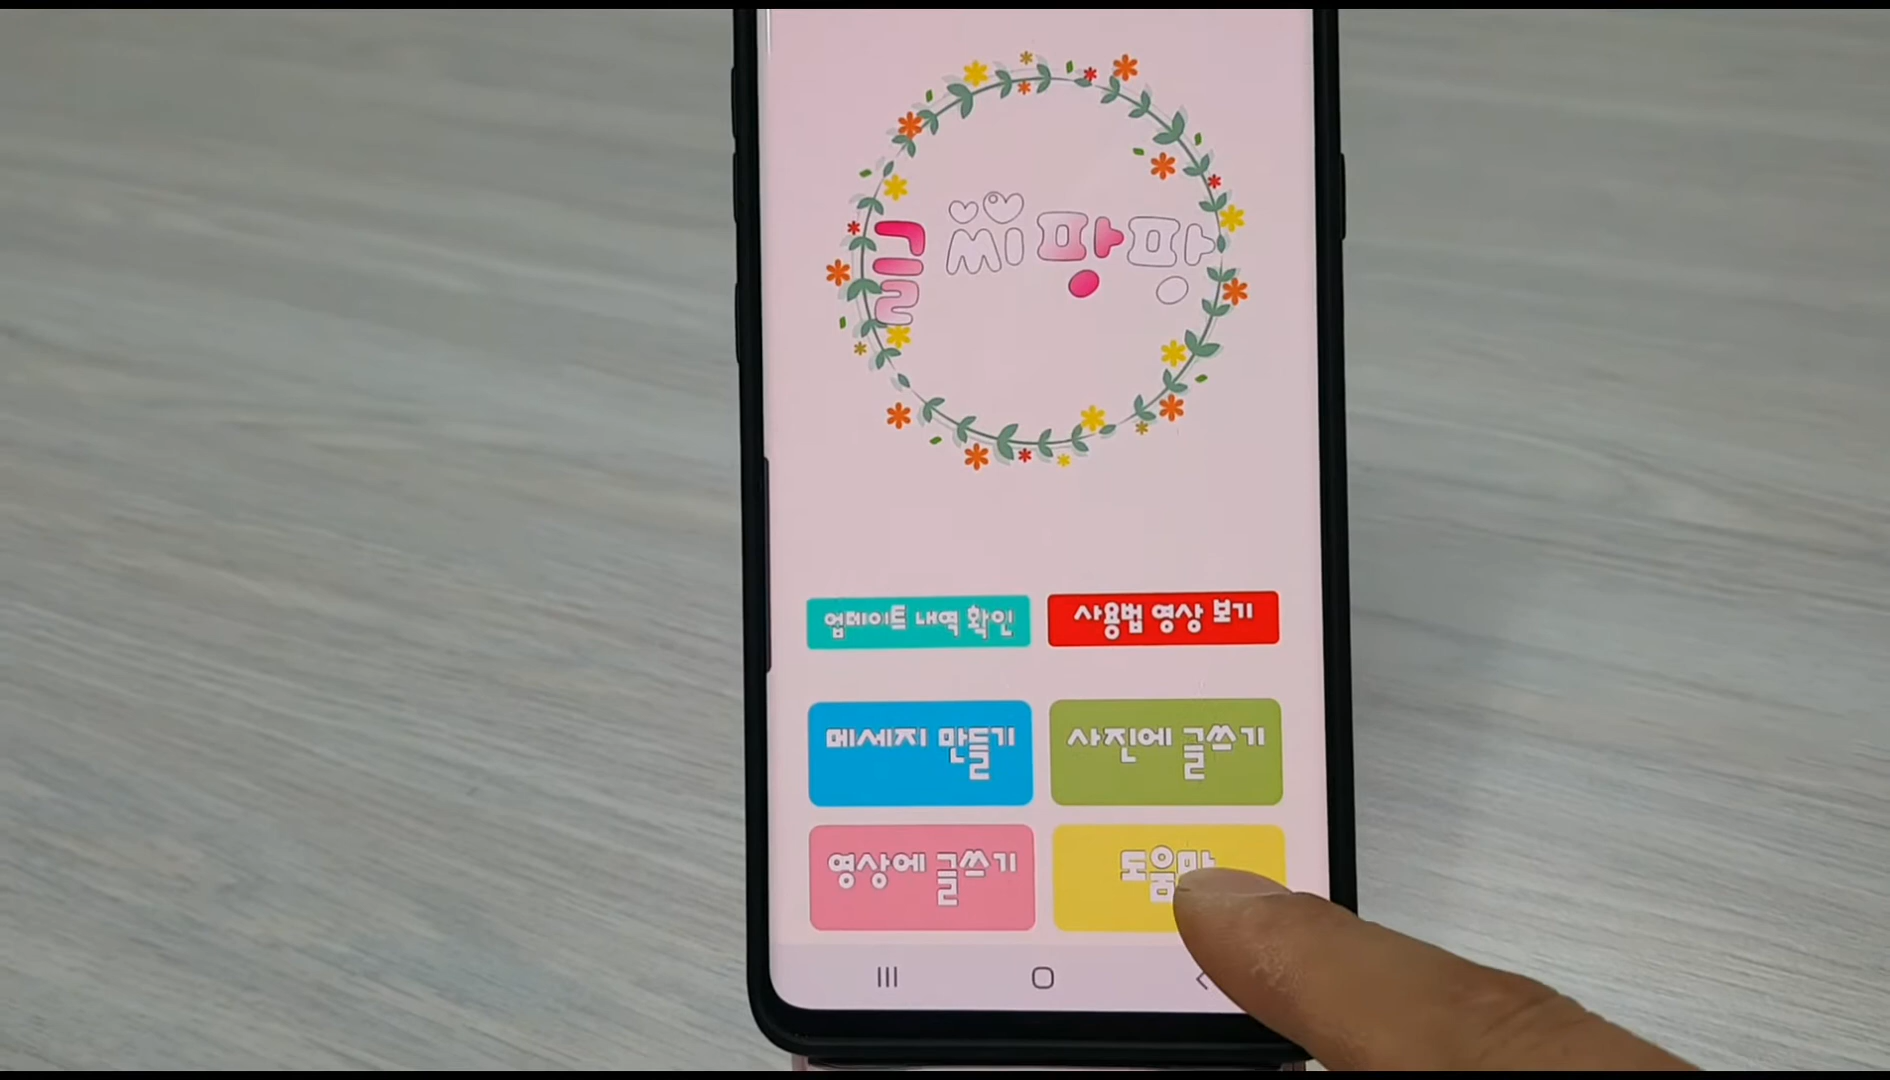 글씨팡팡
업데이트 내역 확인
사용법 영상 보기
메세지 만들기
사진에 글쓰기
영상에 글쓰기